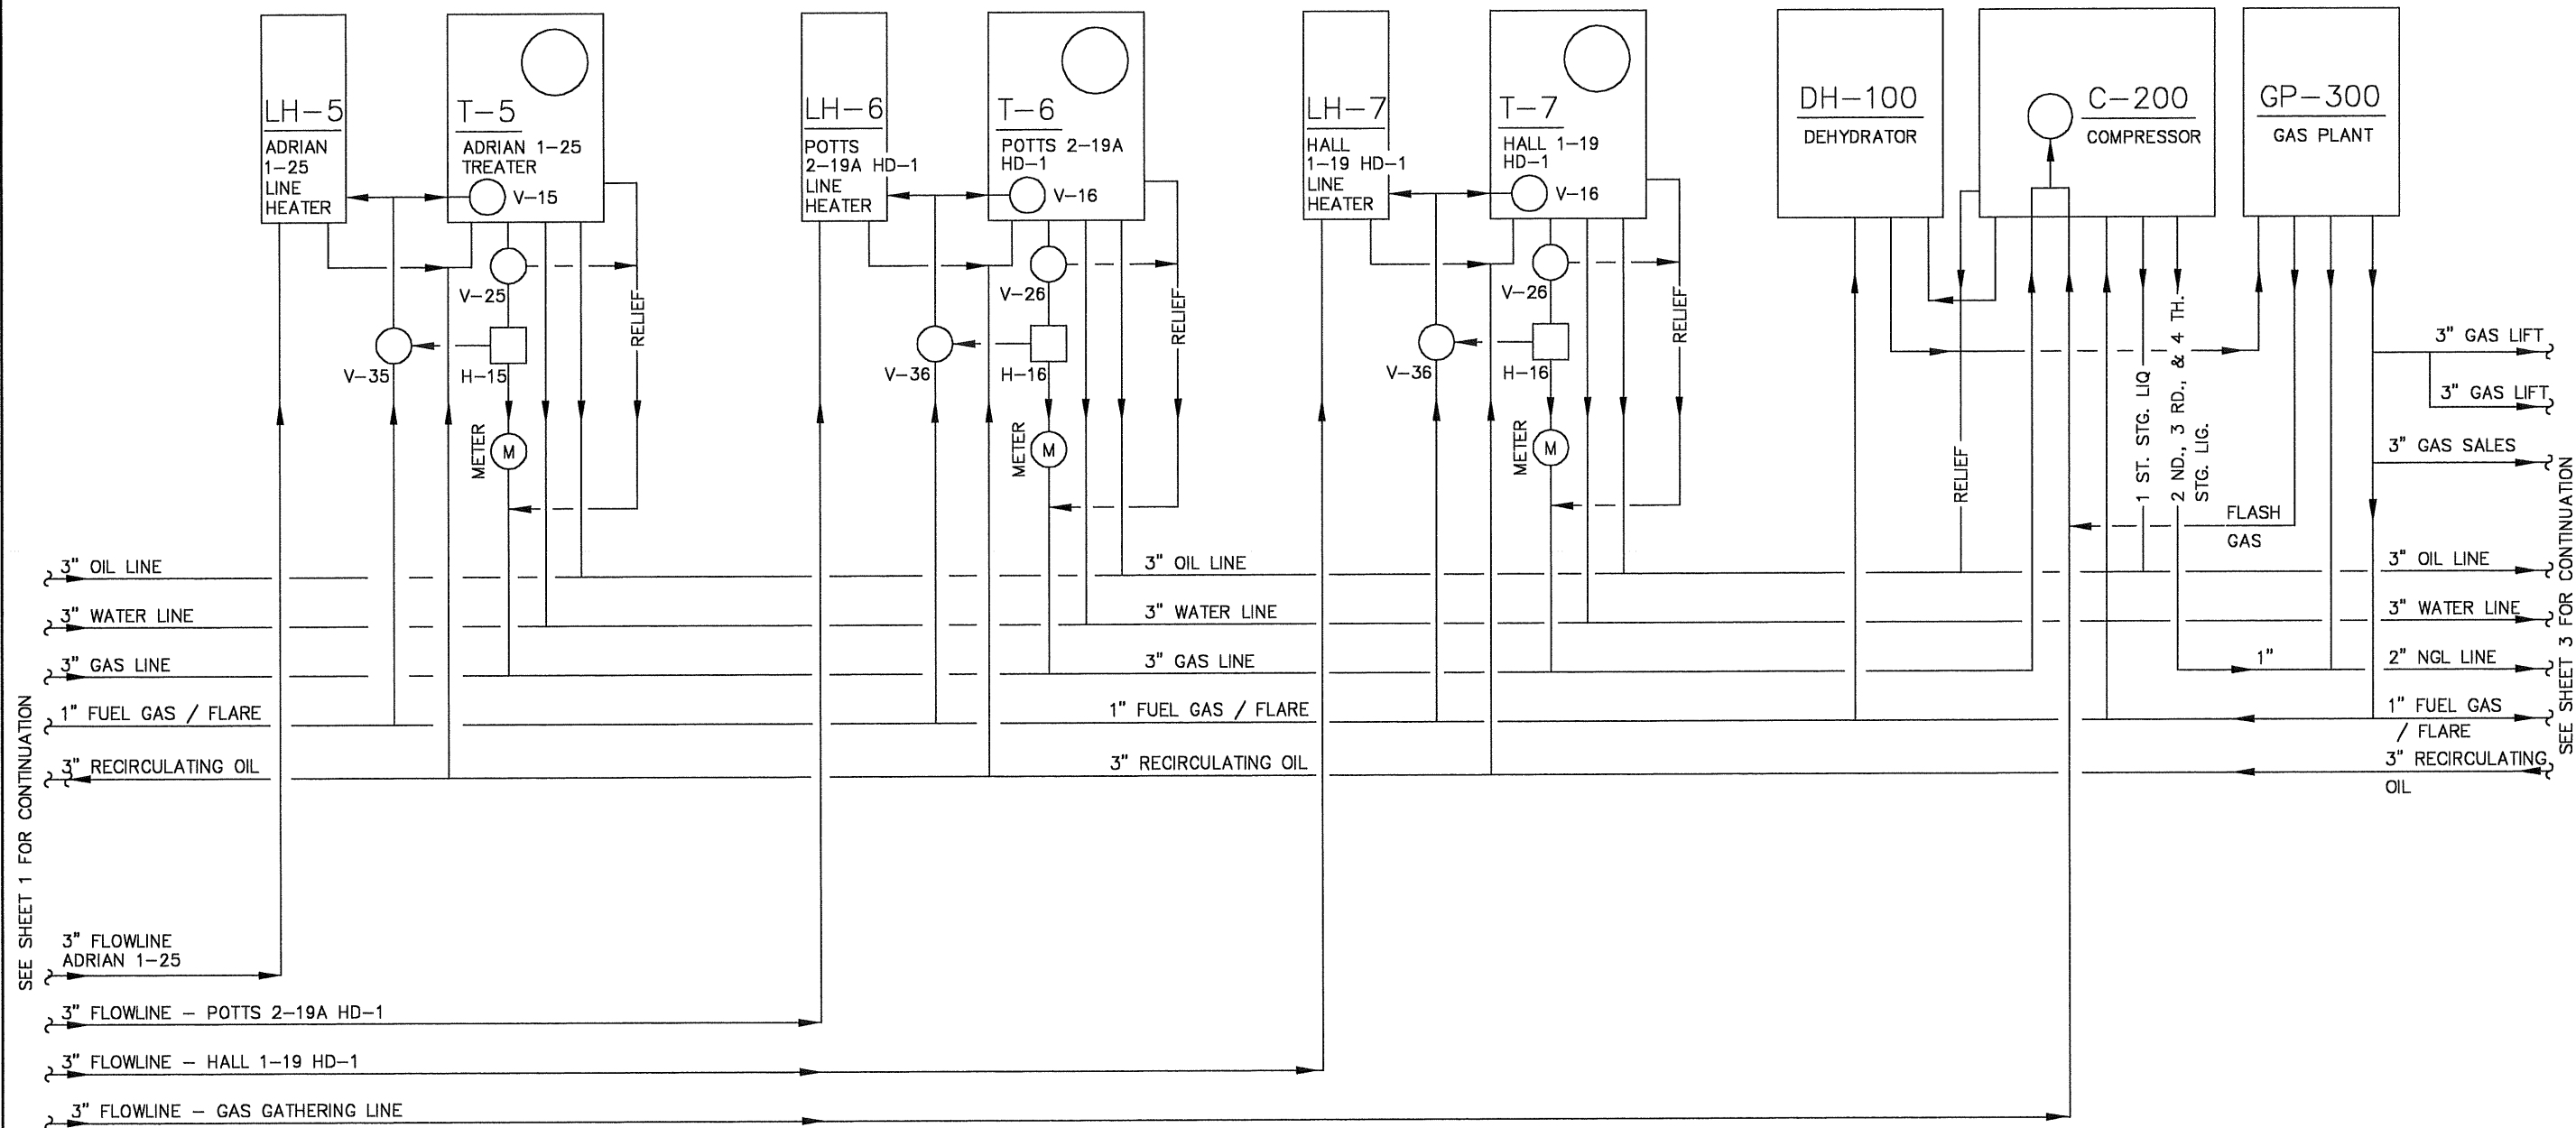 LH-5
ADRIAN
1-25
LINE
HEATER
T-5
ADRIAN 1-25
TREATER
V-15
V-25
V-35
H-15
RELIEF
METER
M
LH-6
POTTS
2-19A HD-1
LINE
HEATER
T-6
POTTS 2-19A
HD-1
V-16
V-26
V-36
H-16
RELIEF
METER
M
LH-7
HALL
1-19 HD-1
LINE
HEATER
T-7
HALL 1-19
HD-1
V-16
V-26
V-36
H-16
RELIEF
METER
M
DH-100
DEHYDRATOR
C-200
COMPRESSOR
GP-300
GAS PLANT
RELIEF
1 ST. STG. LIQ
2 ND., 3 RD., & 4 TH.
STG. LIG.
FLASH
GAS
3" GAS LIFT
3" GAS LIFT
3" GAS SALES
3" OIL LINE
3" OIL LINE
3" OIL LINE
3" WATER LINE
3" WATER LINE
3" WATER LINE
3" GAS LINE
3" GAS LINE
1"
2" NGL LINE
1" FUEL GAS / FLARE
1" FUEL GAS / FLARE
1" FUEL GAS
/ FLARE
3" RECIRCULATING OIL
3" RECIRCULATING OIL
3" RECIRCULATING
OIL
SEE SHEET 1 FOR CONTINUATION
SEE SHEET 3 FOR CONTINUATION
3" FLOWLINE
ADRIAN 1-25
3" FLOWLINE - POTTS 2-19A HD-1
3" FLOWLINE - HALL 1-19 HD-1
3" FLOWLINE - GAS GATHERING LINE